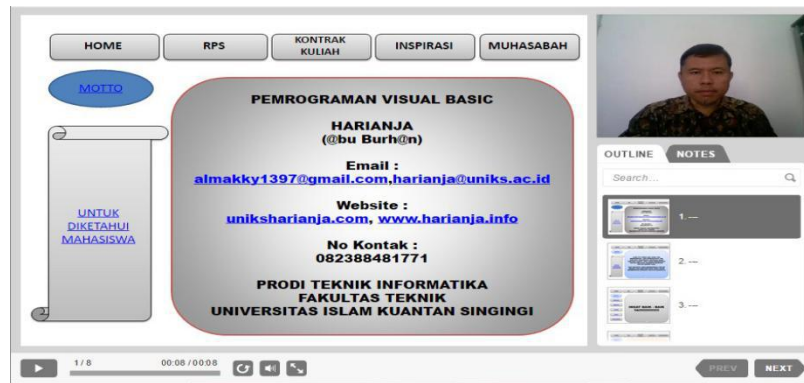 HOME
RPS
KONTRAK
KULIAH
INSPIRASI
MUHASABAH
MOTTO
UNTUK
DIKETAHUI
MAHASISWA
PEMROGRAMAN VISUAL BASIC
HARIANJA
(@bu Burh@n)
Email :
almakky1397@gmail.com,harianja@uniks.ac.id
Website :
uniksharianja.com, www.harianja.info
No Kontak :
082388481771
PRODI TEKNIK INFORMATIKA
FAKULTAS TEKNIK
UNIVERSITAS ISLAM KUANTAN SINGINGI
OUTLINE
NOTES
Search...
1. ---
2. ---
3. ---
1 / 8
00:08 / 00:08
PREV
NEXT